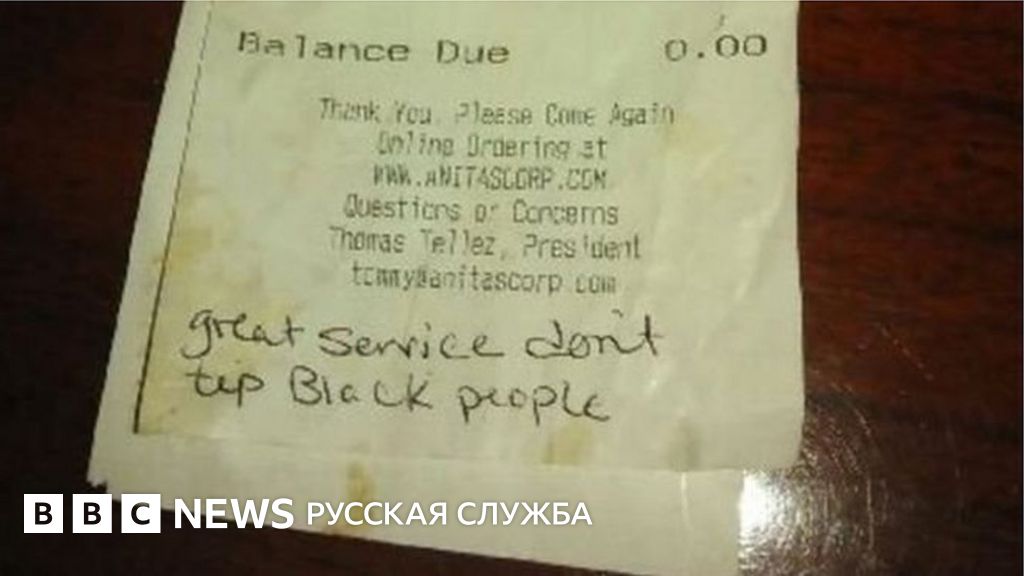 Balance Due 0.00
Thank You, Please Come Again
Online Ordering at
WWW.ANITASCORP.COM
Questions or Concerns
Thomas Tellez, President
tommy@anitascorp.com
great service don't
tip Black people
BBC NEWS РУССКАЯ СЛУЖБА